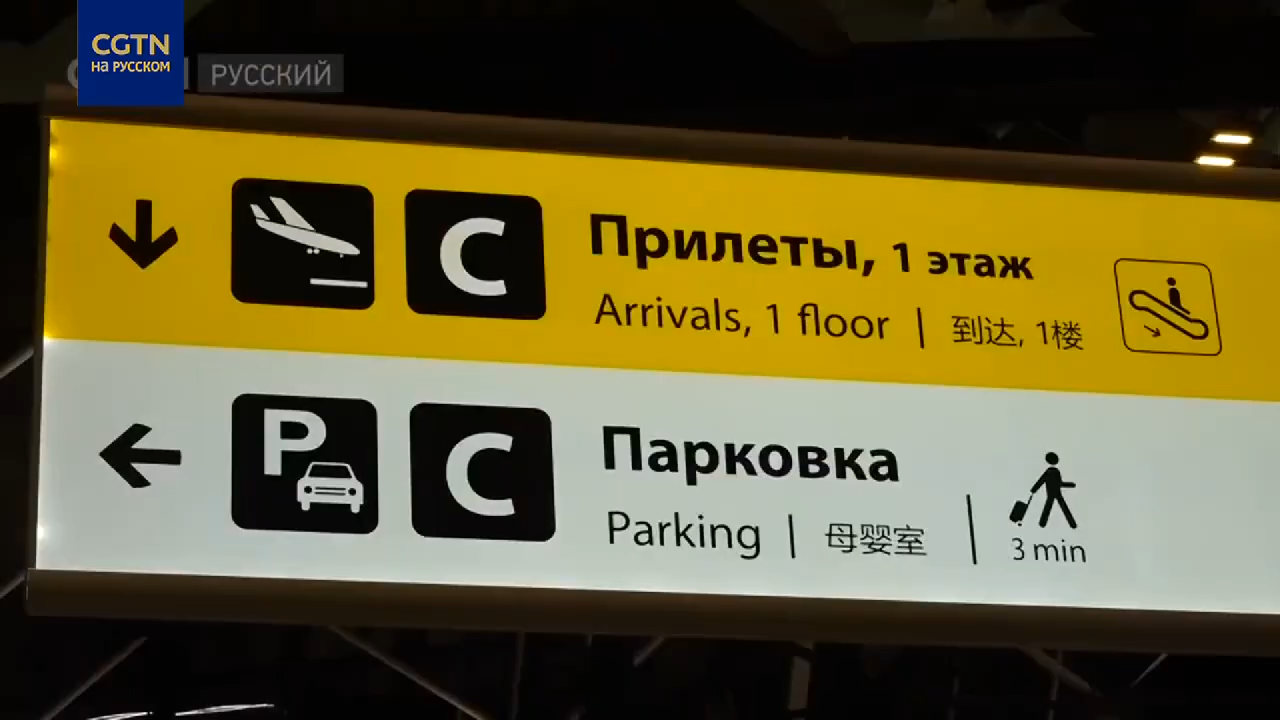 CGTN
на русском
РУССКИЙ
C
Прилеты, 1 этаж
Arrivals, 1 floor | 到达, 1楼
P
C
Парковка
Parking | 母婴室
3 min